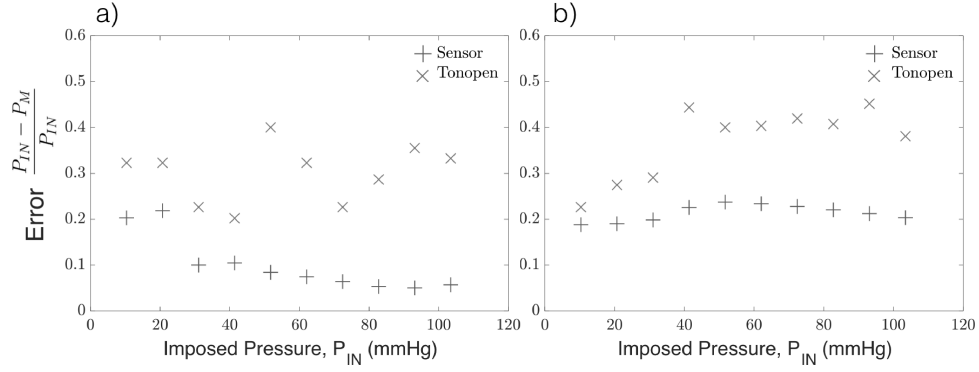 a)
0.6
0.5
0.4
0.3
0.2
0.1
0
Error (P_IN − P_M) / P_IN
Sensor
Tonopen
0 20 40 60 80 100 120
Imposed Pressure, P_IN (mmHg)
b)
0.6
0.5
0.4
0.3
0.2
0.1
0
Sensor
Tonopen
0 20 40 60 80 100 120
Imposed Pressure, P_IN (mmHg)